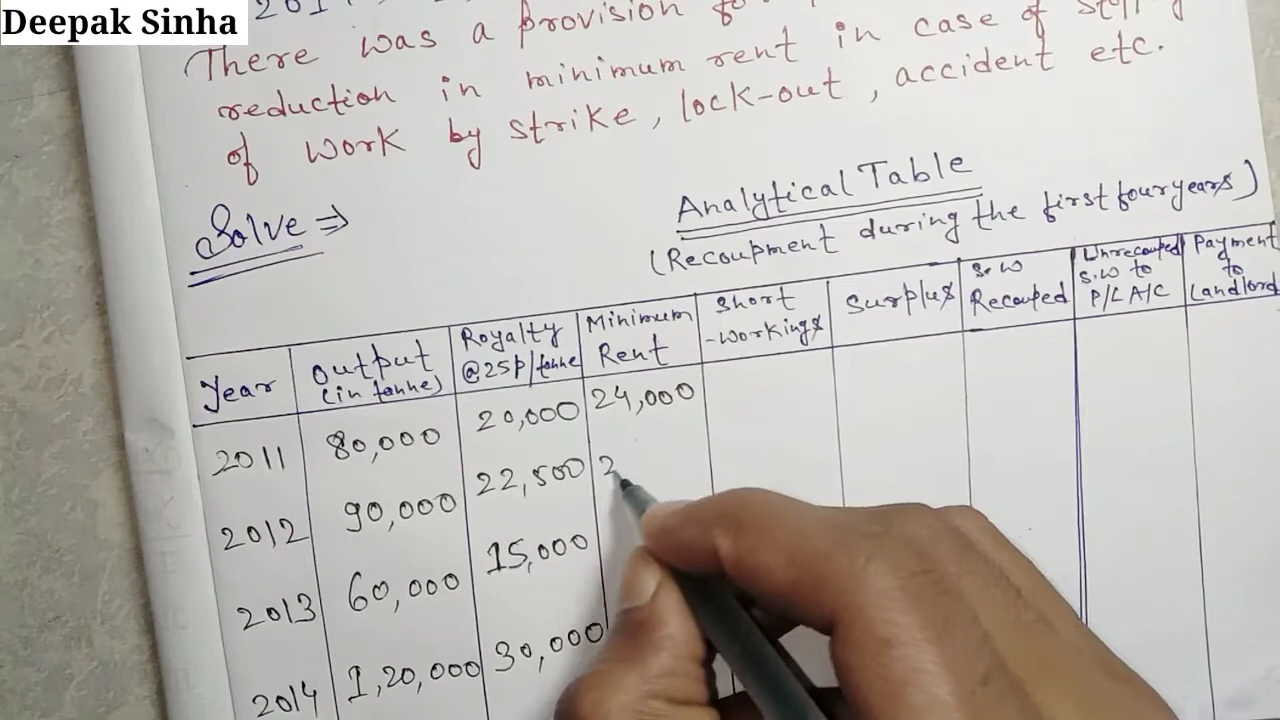 Deepak Sinha
201
There was a provision
reduction in minimum rent in case of
of work by strike, lock-out, accident etc.
Solve ⇒
Analytical Table
(Recoupment during the first four years)
Year
Output
(in tonne)
Royalty
@25P/tonne
Minimum
Rent
Short
-workings
Surplus
S.W
Recouped
Unrecouped
S.W to
P/L A/C
Payment
to
Landlord
2011 80,000 20,000 24,000
2012 90,000 22,500 2
2013 60,000 15,000
2014 1,20,000 30,000